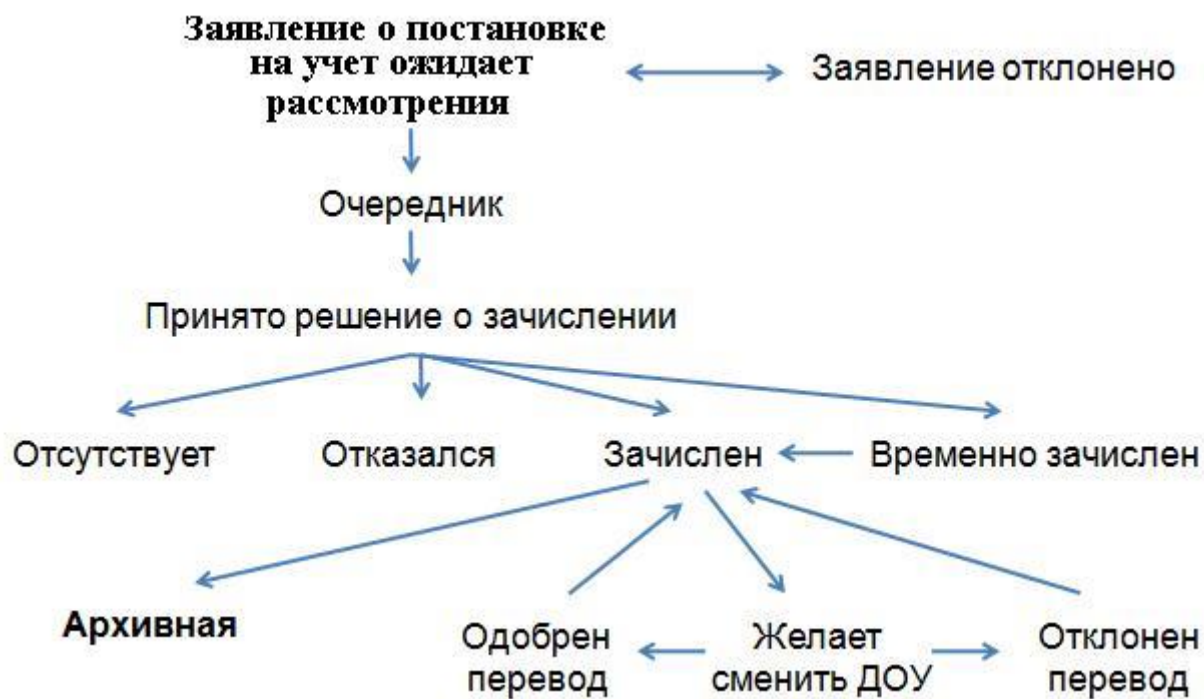 Заявление о постановке
на учет ожидает
рассмотрения
Заявление отклонено
Очередник
Принято решение о зачислении
Отсутствует
Отказался
Зачислен
Временно зачислен
Архивная
Одобрен
перевод
Желает
сменить ДОУ
Отклонен
перевод